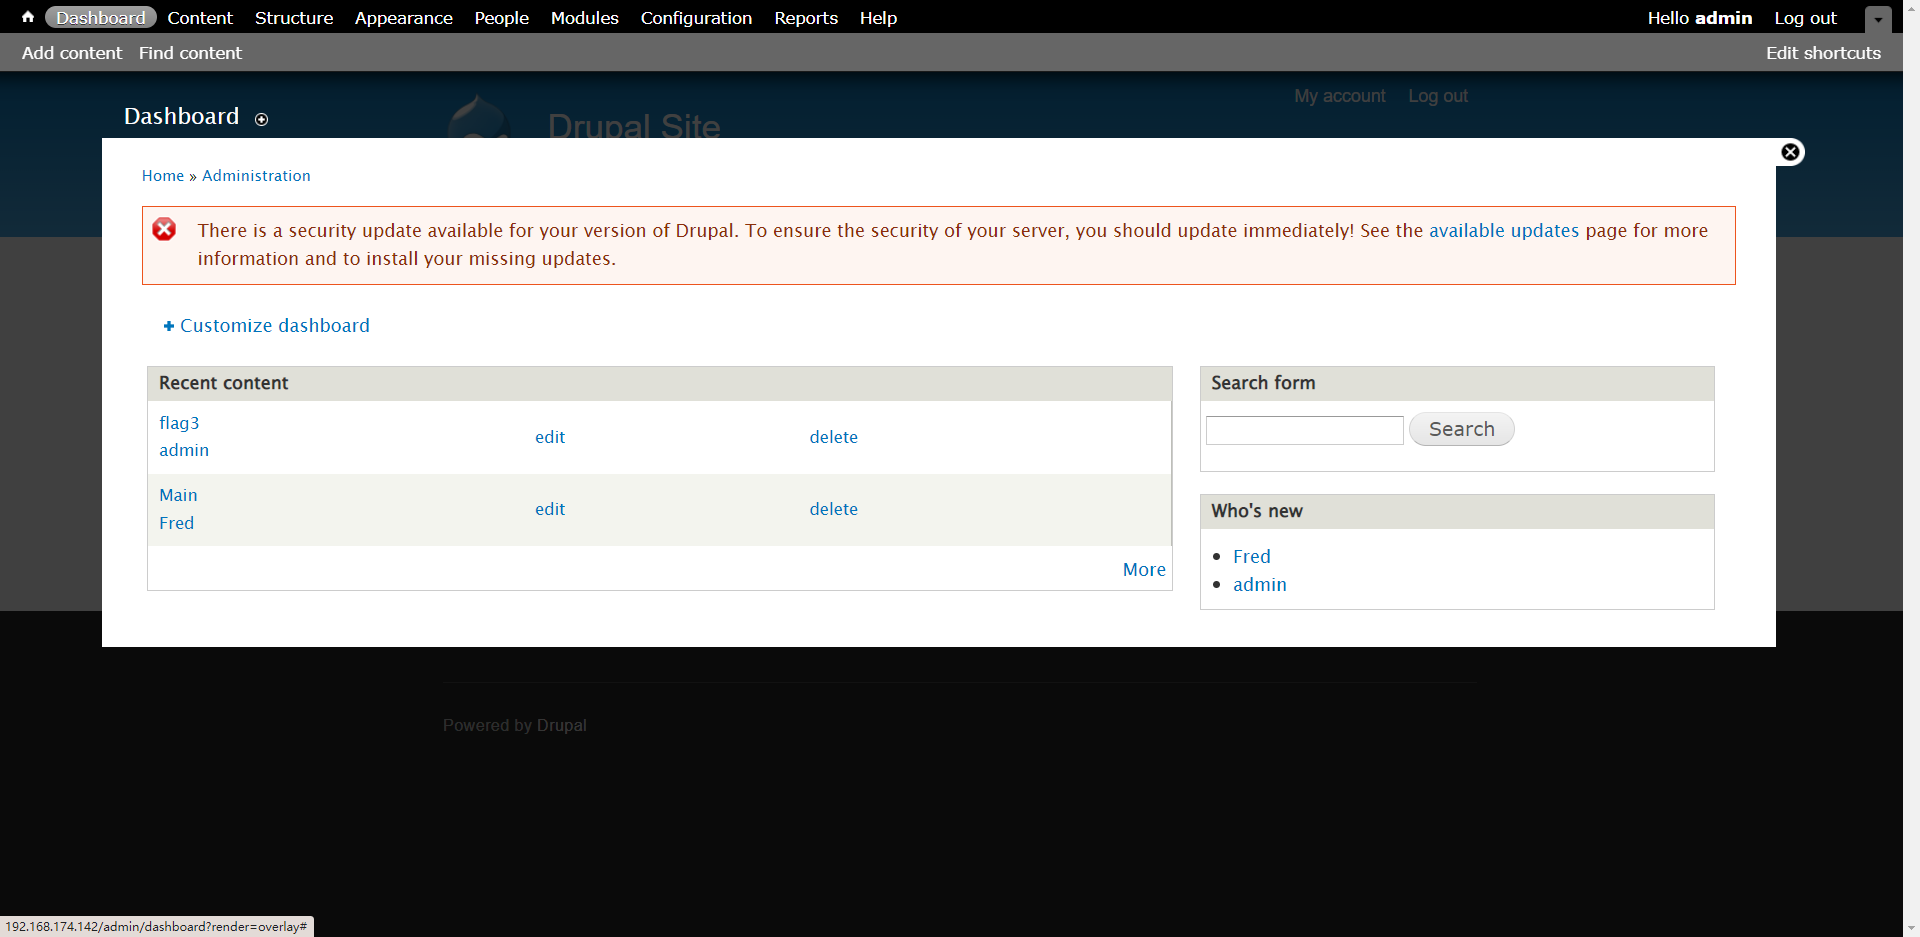 Dashboard Content Structure Appearance People Modules Configuration Reports Help Hello admin Log out
Add content Find content Edit shortcuts
My account Log out
Dashboard
Drupal Site
Home » Administration
There is a security update available for your version of Drupal. To ensure the security of your server, you should update immediately! See the available updates page for more
information and to install your missing updates.
Customize dashboard
Recent content
flag3
admin
edit delete
Main
Fred
edit delete
More
Search form
Search
Who's new
Fred
admin
Powered by Drupal
192.168.174.142/admin/dashboard?render=overlay#